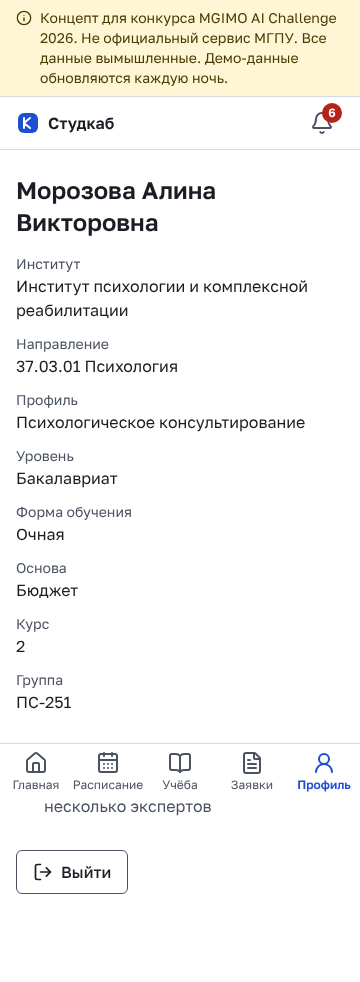 Концепт для конкурса MGIMO AI Challenge
2026. Не официальный сервис МГПУ. Все
данные вымышленные. Демо-данные
обновляются каждую ночь.
Студкаб
6
Морозова Алина
Викторовна
Институт
Институт психологии и комплексной
реабилитации
Направление
37.03.01 Психология
Профиль
Психологическое консультирование
Уровень
Бакалавриат
Форма обучения
Очная
Основа
Бюджет
Курс
2
Группа
ПС-251
Главная Расписание Учёба Заявки Профиль
несколько экспертов
Выйти